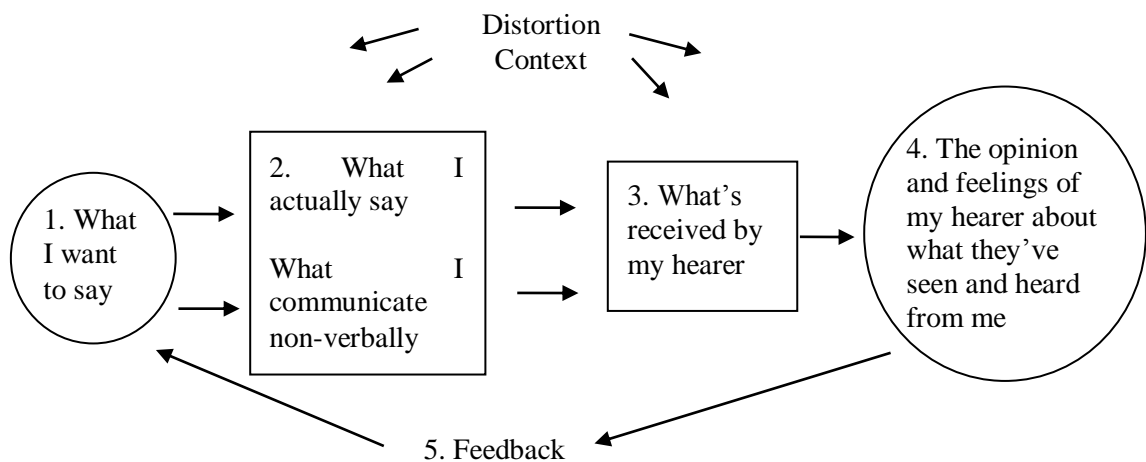 Distortion
Context
1. What
I want
to say
2. What I
actually say
What I
communicate
non-verbally
3. What’s
received by
my hearer
4. The opinion
and feelings of
my hearer about
what they’ve
seen and heard
from me
5. Feedback